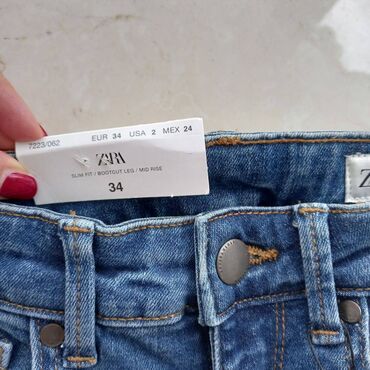 7223/062 EUR 34 USA 2 MEX 24
ZARA
SLIM FIT / BOOTCUT LEG / MID RISE
34